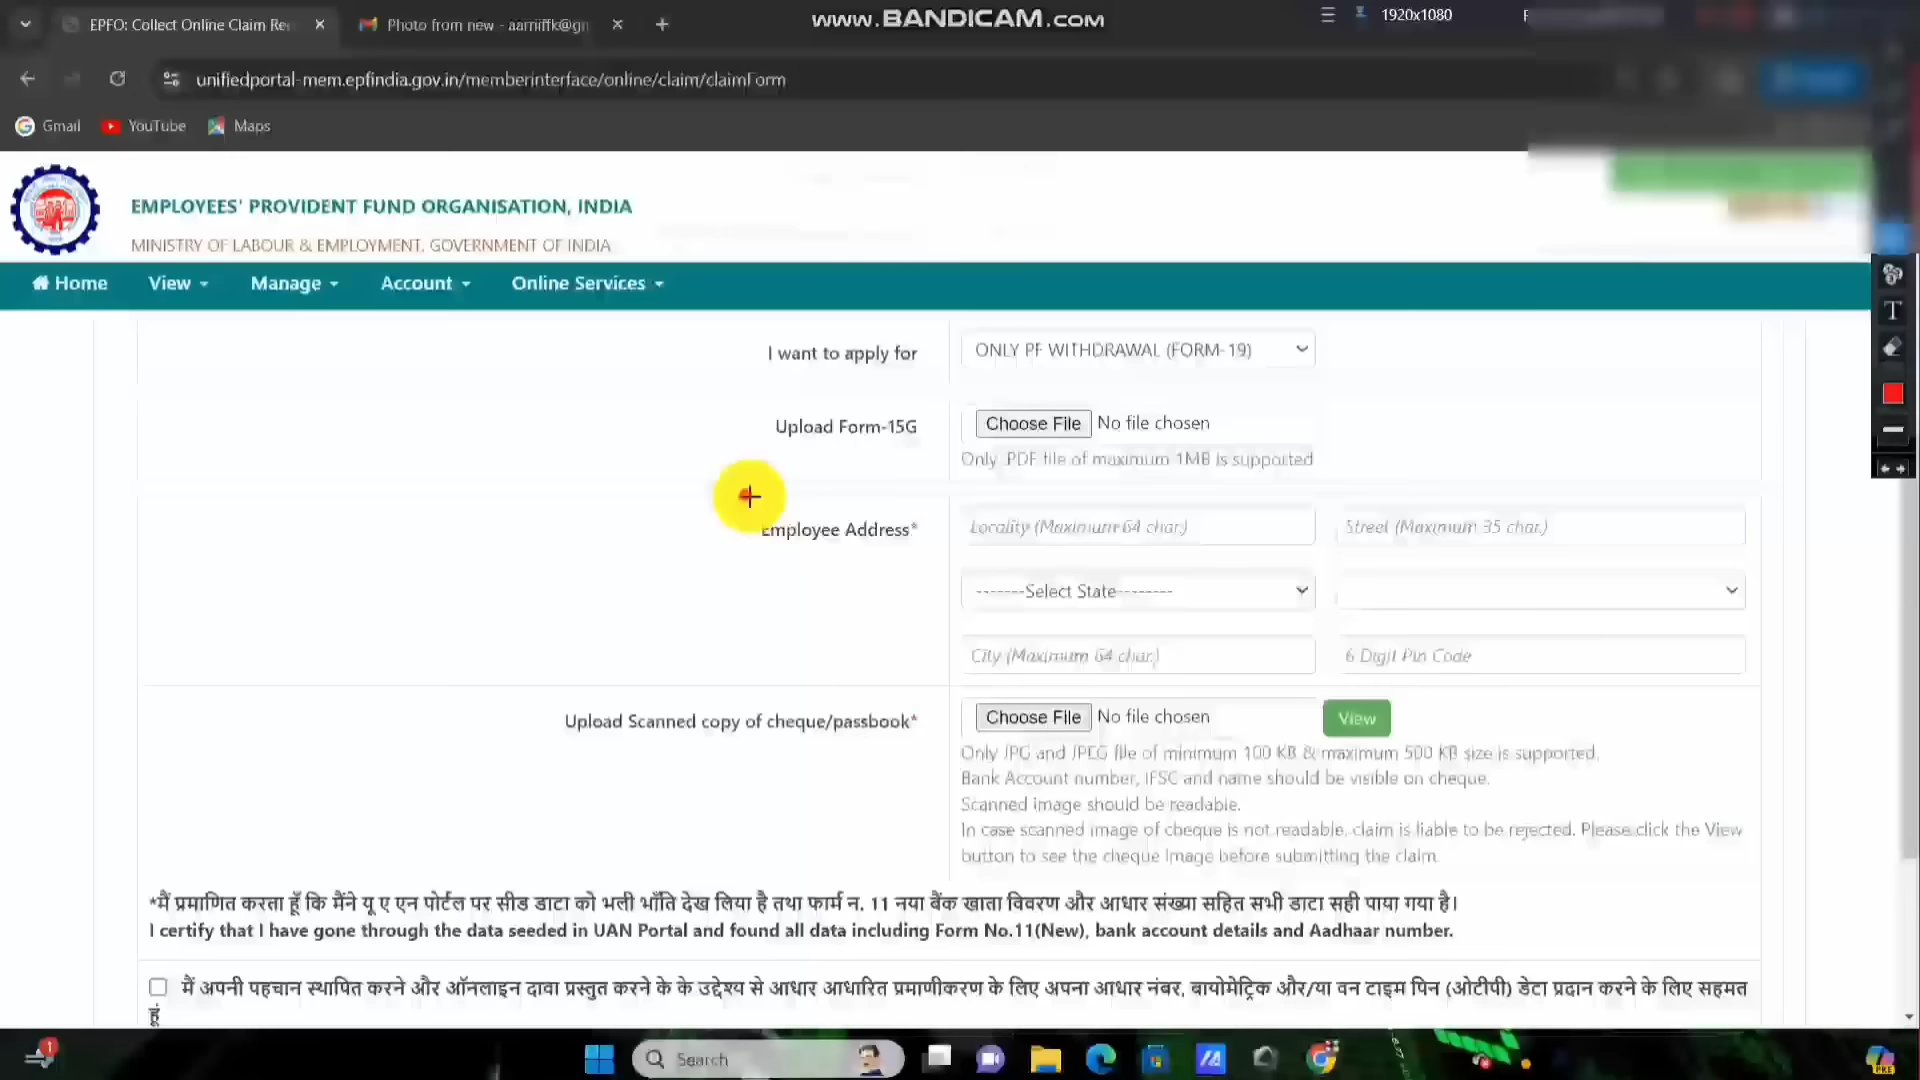 EPFO: Collect Online Claim Re
Photo from new - aarriiffk@g
www.BANDICAM.com
1920x1080
unifiedportal-mem.epfindia.gov.in/memberinterface/online/claim/claimForm
Gmail
YouTube
Maps
EMPLOYEES' PROVIDENT FUND ORGANISATION, INDIA
MINISTRY OF LABOUR & EMPLOYMENT, GOVERNMENT OF INDIA
Home
View
Manage
Account
Online Services
I want to apply for
ONLY PF WITHDRAWAL (FORM-19)
Upload Form-15G
Choose File No file chosen
Only .PDF file of maximum 1MB is supported
Employee Address*
Locality (Maximum 64 char.)
Street (Maximum 35 char.)
-------Select State--------
City (Maximum 64 char.)
6 Digit Pin Code
Upload Scanned copy of cheque/passbook*
Choose File No file chosen
View
Only JPG and JPEG file of minimum 100 KB & maximum 500 KB size is supported.
Bank Account number, IFSC and name should be visible on cheque.
Scanned image should be readable.
In case scanned image of cheque is not readable, claim is liable to be rejected. Please click the View
button to see the cheque image before submitting the claim.
*मैं प्रमाणित करता हूँ कि मैंने यू ए एन पोर्टल पर सीड डाटा को भली भाँति देख लिया है तथा फार्म न. 11 नया बैंक खाता विवरण और आधार संख्या सहित सभी डाटा सही पाया गया है।
I certify that I have gone through the data seeded in UAN Portal and found all data including Form No.11(New), bank account details and Aadhaar number.
मैं अपनी पहचान स्थापित करने और ऑनलाइन दावा प्रस्तुत करने के के उद्देश्य से आधार आधारित प्रमाणीकरण के लिए अपना आधार नंबर, बायोमेट्रिक और/या वन टाइम पिन (ओटीपी) डेटा प्रदान करने के लिए सहमत
हूं
1
Search